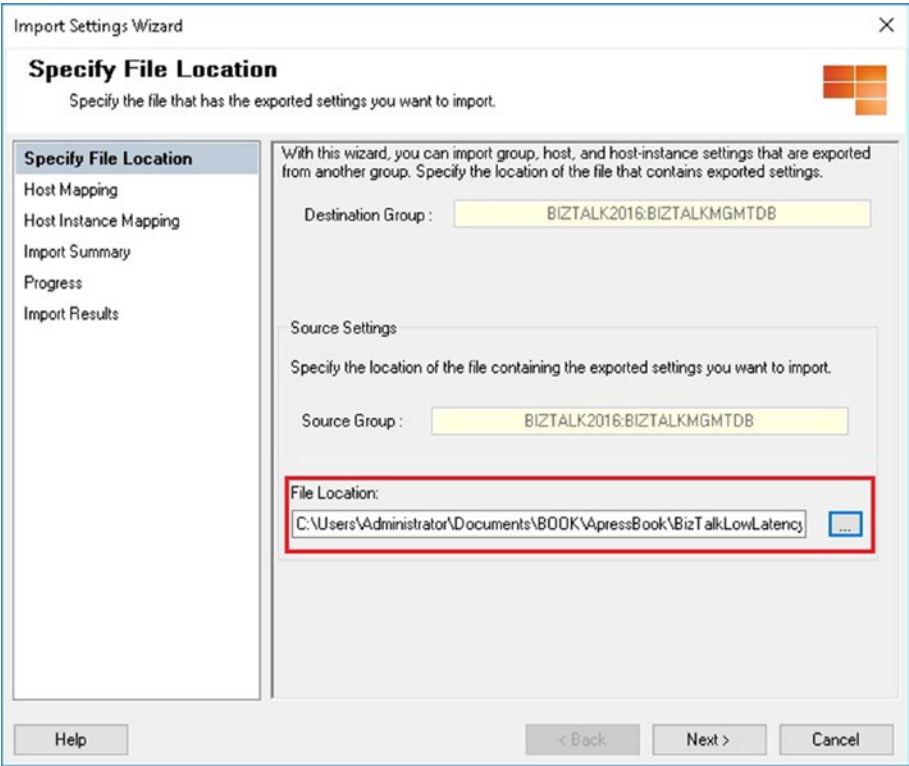 Import Settings Wizard
Specify File Location
Specify the file that has the exported settings you want to import.
Specify File Location
Host Mapping
Host Instance Mapping
Import Summary
Progress
Import Results
With this wizard, you can import group, host, and host-instance settings that are exported
from another group. Specify the location of the file that contains exported settings.
Destination Group :
BIZTALK2016:BIZTALKMGMTDB
Source Settings
Specify the location of the file containing the exported settings you want to import.
Source Group :
BIZTALK2016:BIZTALKMGMTDB
File Location:
C:\Users\Administrator\Documents\BOOK\ApressBook\BizTalkLowLatency
...
Help
< Back
Next >
Cancel